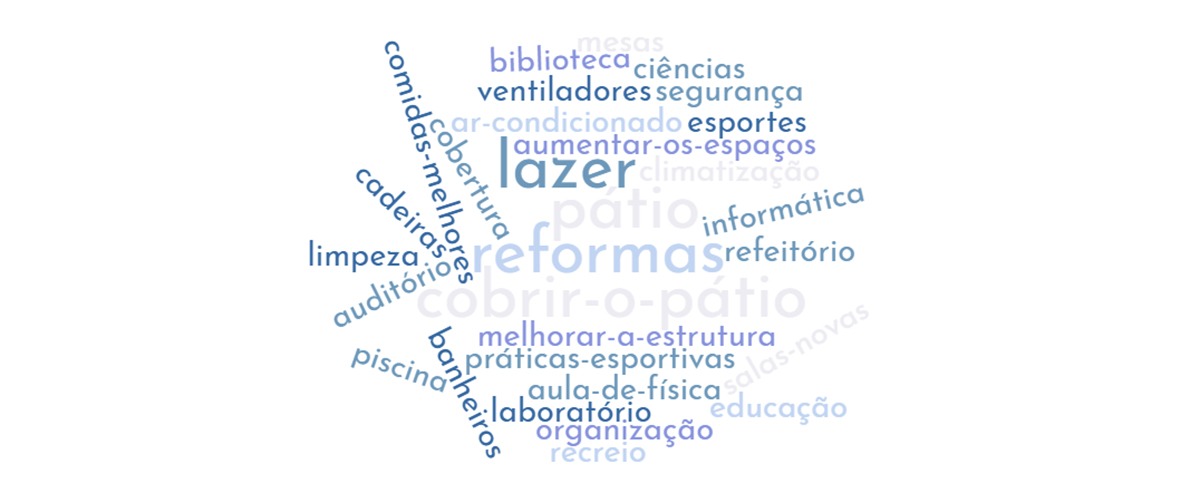 mesas
biblioteca
ciências
ventiladores
segurança
ar-condicionado
esportes
aumentar-os-espaços
lazer
climatização
pátio
informática
reformas
refeitório
cobrir-o-pátio
comidas-melhores
cobertura
cadeiras
limpeza
auditório
melhorar-a-estrutura
práticas-esportivas
piscina
banheiros
salas-novas
aula-de-física
laboratório
educação
organização
recreio